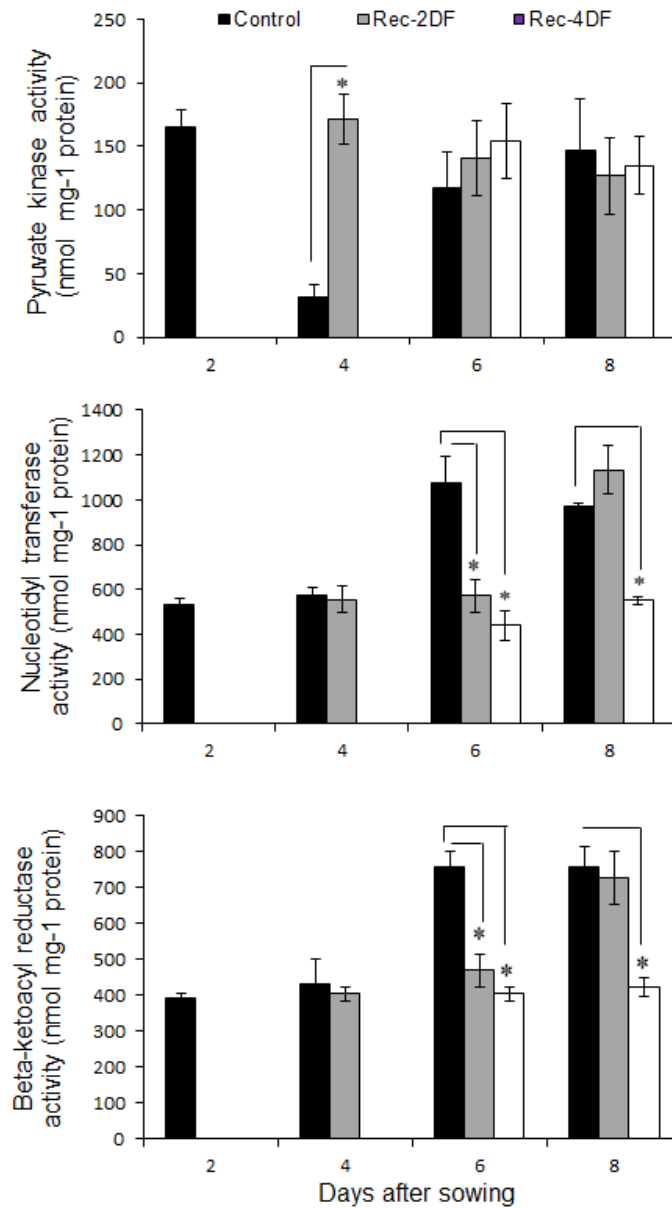 Control Rec-2DF Rec-4DF
Pyruvate kinase activity
(nmol mg-1 protein)
250
200
150
100
50
0
*
2 4 6 8
Nucleotidyl transferase
activity (nmol mg-1 protein)
1400
1200
1000
800
600
400
200
0
* * *
2 4 6 8
Beta-ketoacyl reductase
activity (nmol mg-1 protein)
900
800
700
600
500
400
300
200
100
0
* * *
2 4 6 8
Days after sowing